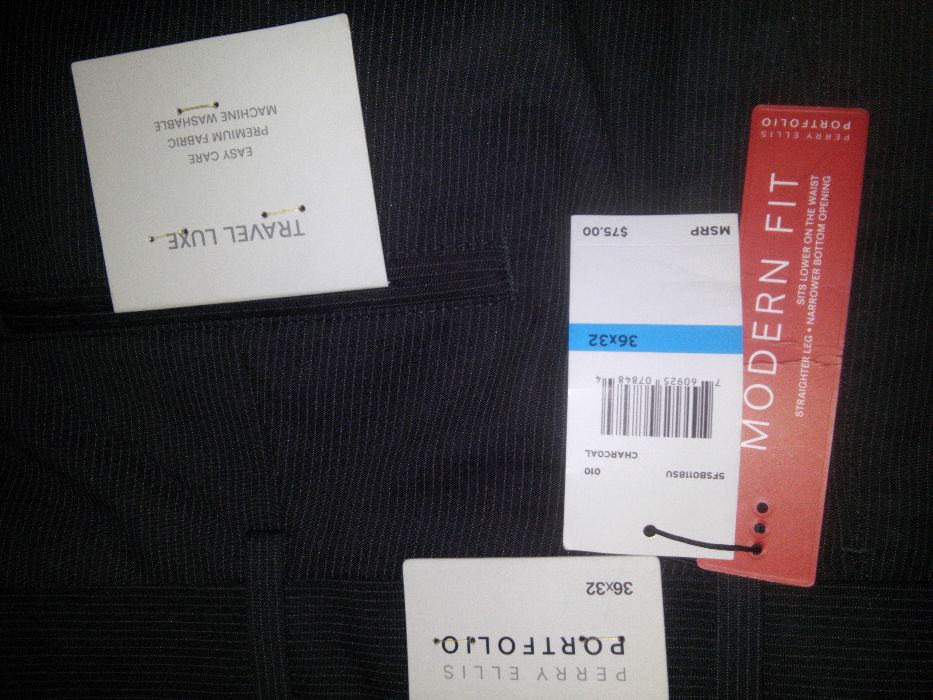 TRAVEL LUXE
EASY CARE
PREMIUM FABRIC
MACHINE WASHABLE
PERRY ELLIS
PORTFOLIO
36x32
5FSB0118SU 010
CHARCOAL
7 60925 07848 4
36x32
MSRP $75.00
PERRY ELLIS
PORTFOLIO
MODERN FIT
SITS LOWER ON THE WAIST
STRAIGHTER LEG • NARROWER BOTTOM OPENING